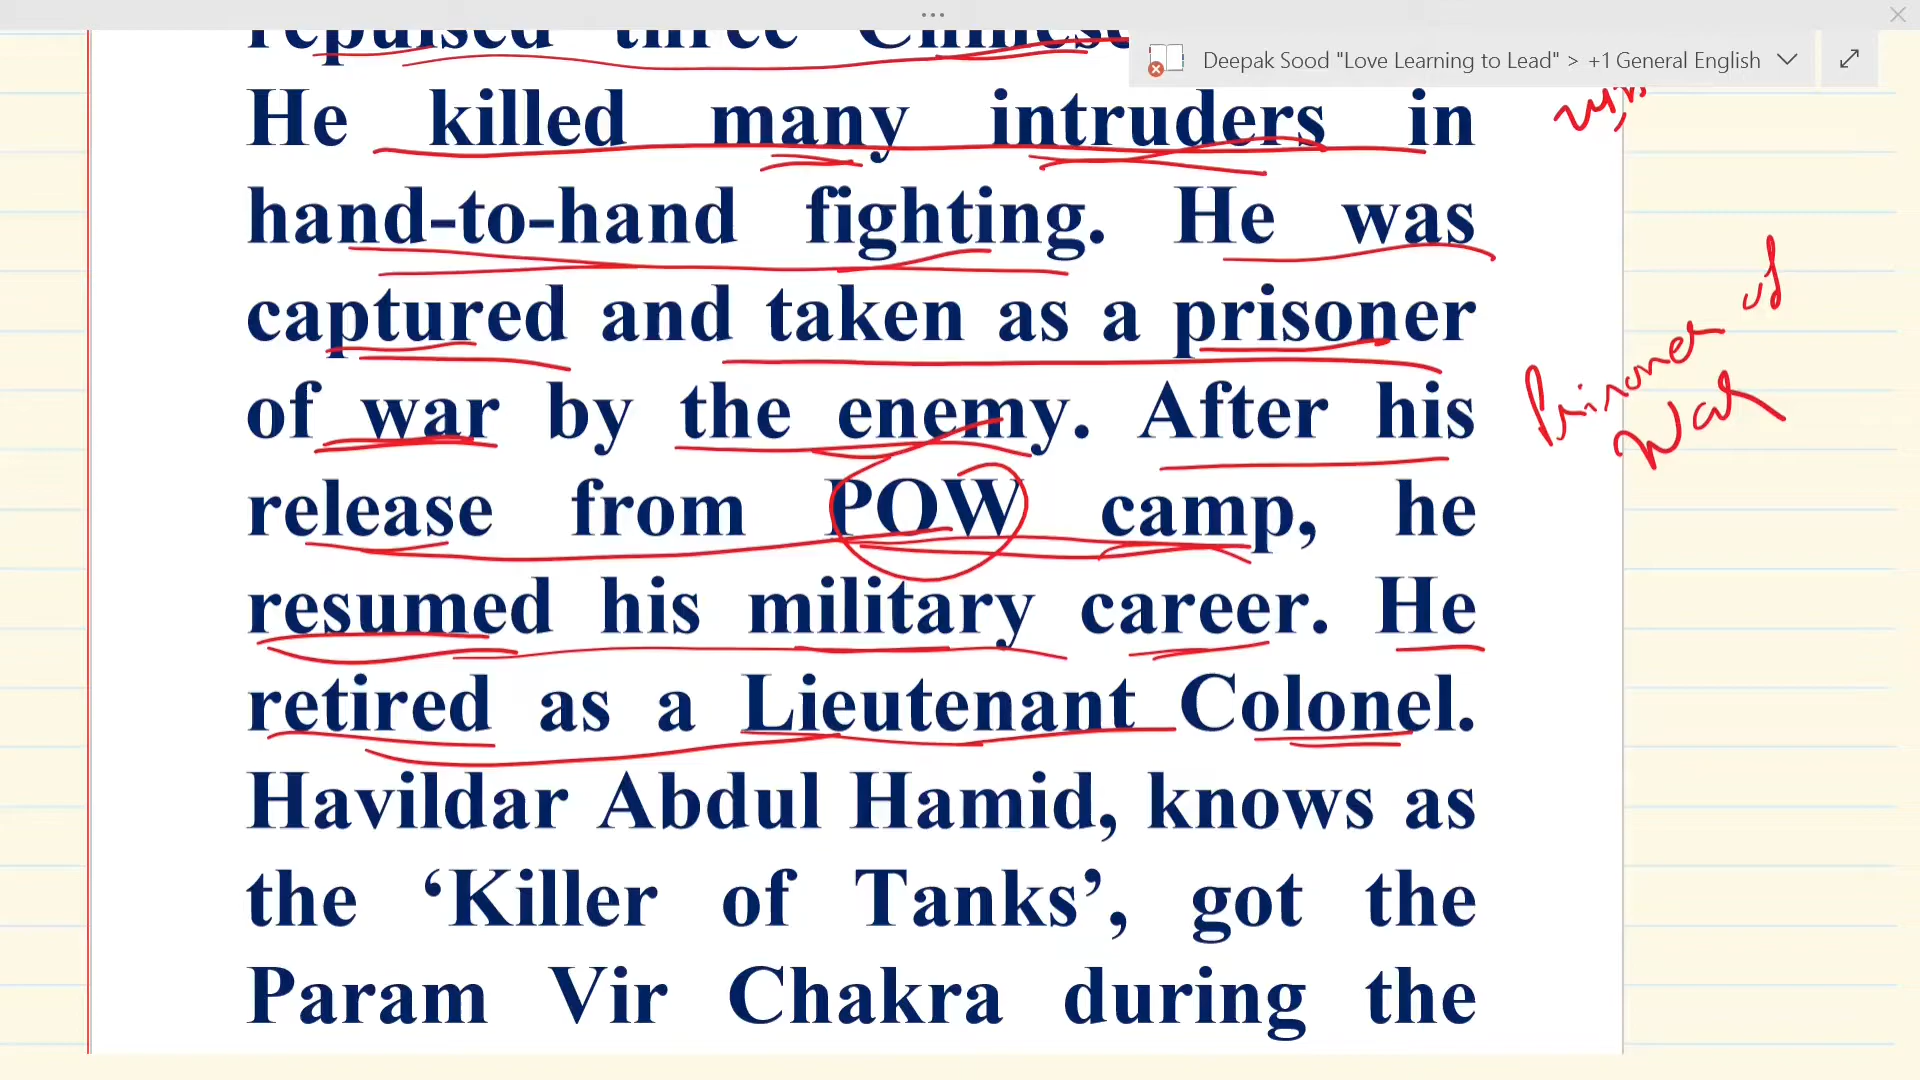 repulsed three Chinese
Deepak Sood "Love Learning to Lead" > +1 General English
He killed many intruders in
hand-to-hand fighting. He was
captured and taken as a prisoner
of war by the enemy. After his
release from POW camp, he
resumed his military career. He
retired as a Lieutenant Colonel.
Havildar Abdul Hamid, knows as
the ‘Killer of Tanks’, got the
Param Vir Chakra during the
Prisoner of
War